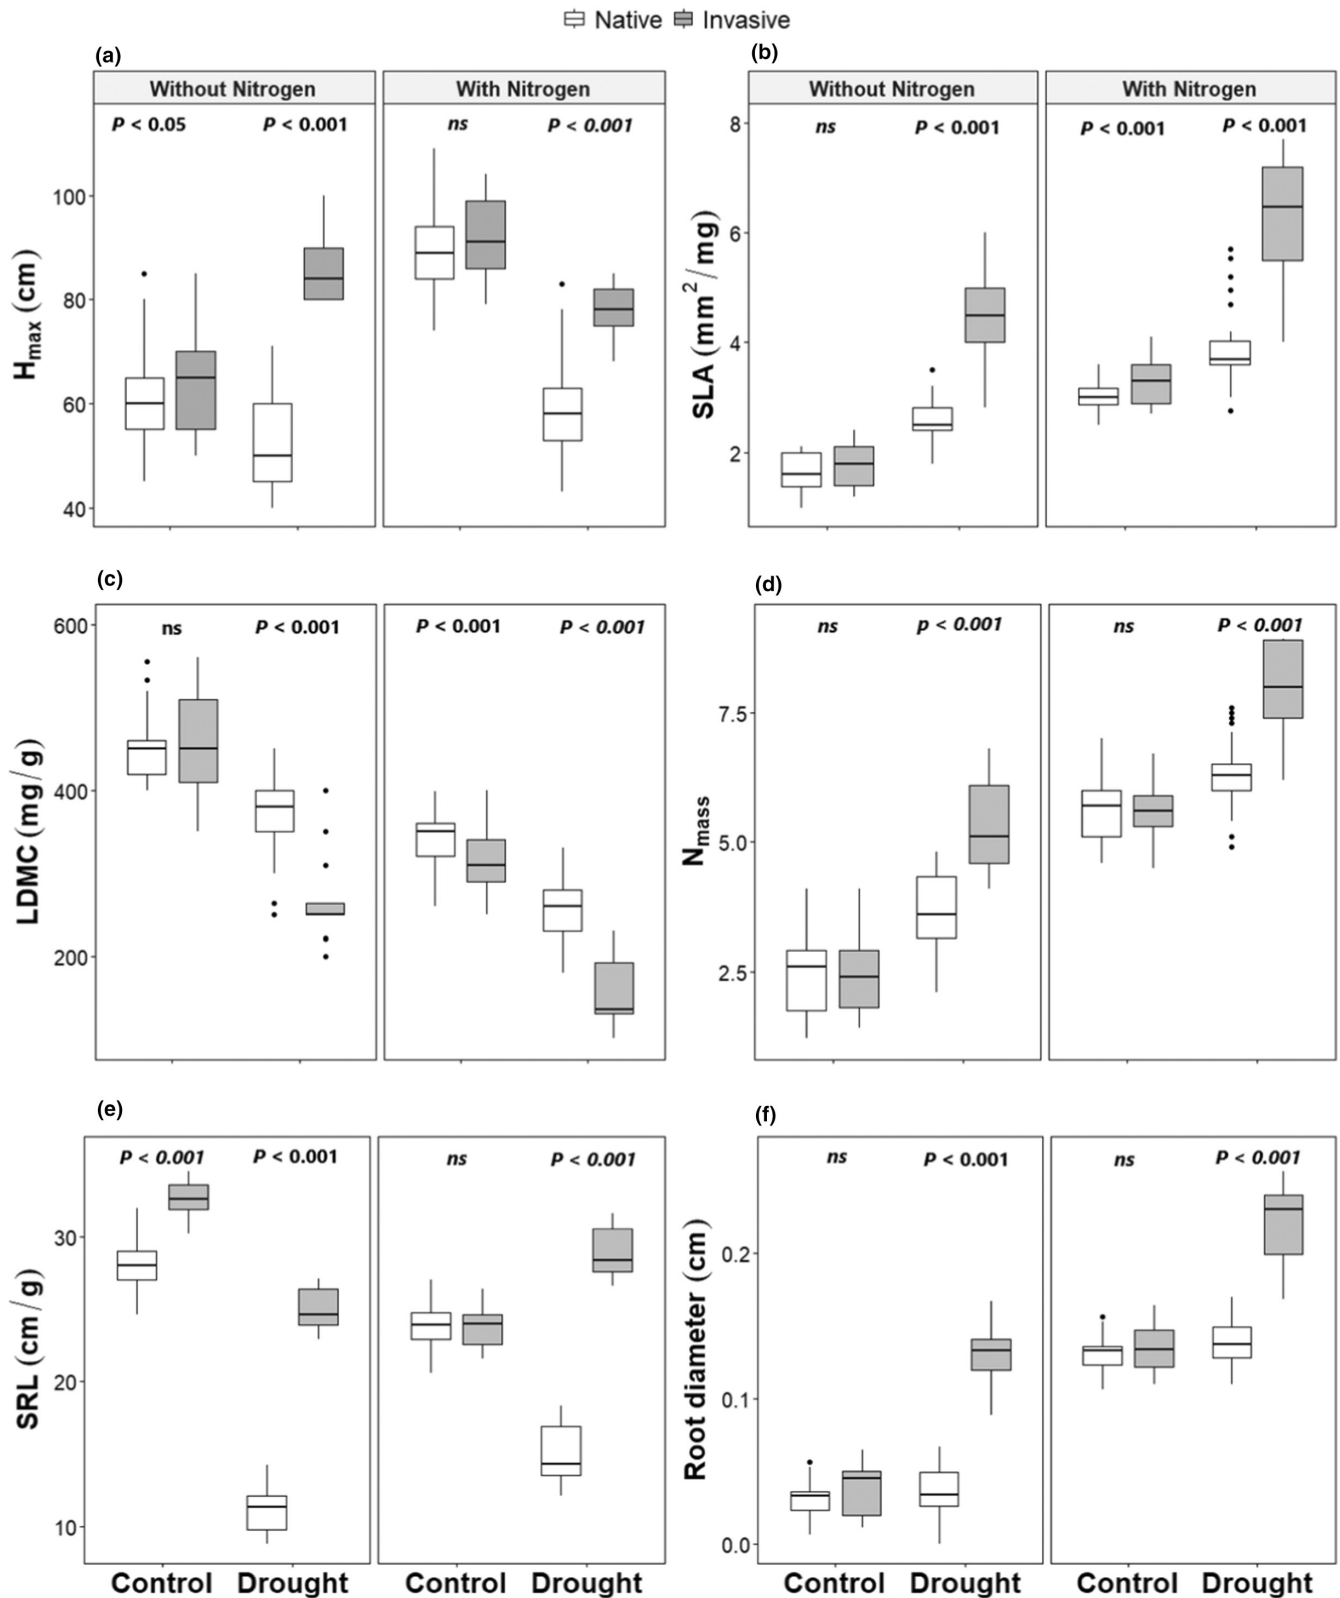 Native Invasive
(a)
Without Nitrogen With Nitrogen
P < 0.05 P < 0.001 ns P < 0.001
Hmax (cm)
100
80
60
40
(b)
Without Nitrogen With Nitrogen
ns P < 0.001 P < 0.001 P < 0.001
SLA (mm²/mg)
8
6
4
2
(c)
ns P < 0.001 P < 0.001 P < 0.001
LDMC (mg/g)
600
400
200
(d)
ns p < 0.001 ns P < 0.001
Nmass
7.5
5.0
2.5
(e)
P < 0.001 P < 0.001 ns P < 0.001
SRL (cm/g)
30
20
10
Control Drought Control Drought
(f)
ns P < 0.001 ns P < 0.001
Root diameter (cm)
0.2
0.1
0.0
Control Drought Control Drought